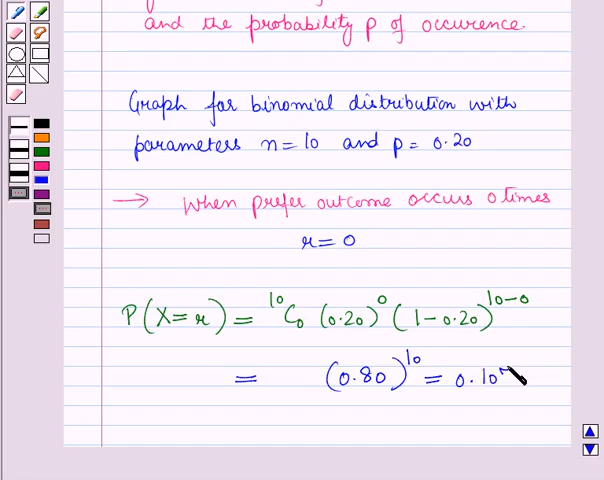 and the probability p of occurence.
Graph for binomial distribution with
parameters n = 10 and p = 0.20
→ When prefer outcome occurs 0 times
r = 0
P(X = r) = ¹⁰C₀ (0.20)⁰ (1 - 0.20)¹⁰⁻⁰
= (0.80)¹⁰ = 0.10